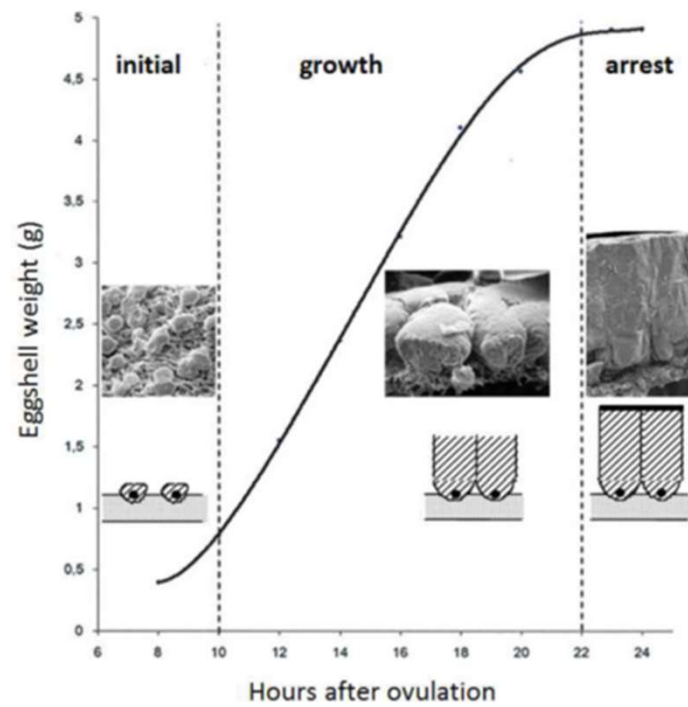 initial growth arrest
Eggshell weight (g)
5
4,5
4
3,5
3
2,5
2
1,5
1
0,5
0
6 8 10 12 14 16 18 20 22 24
Hours after ovulation